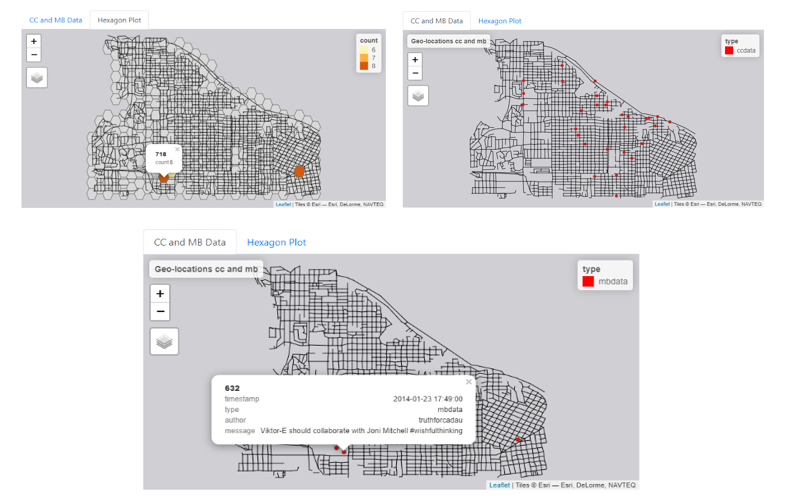 CC and MB Data Hexagon Plot
+
−
count
6
7
8
718
count 8
Leaflet | Tiles © Esri — Esri, DeLorme, NAVTEQ
CC and MB Data Hexagon Plot
Geo-locations cc and mb
+
−
type
ccdata
Leaflet | Tiles © Esri — Esri, DeLorme, NAVTEQ
CC and MB Data Hexagon Plot
Geo-locations cc and mb
+
−
type
mbdata
632
timestamp 2014-01-23 17:49:00
type mbdata
author truthforcadau
message Viktor-E should collaborate with Joni Mitchell #wishfulthinking
Leaflet | Tiles © Esri — Esri, DeLorme, NAVTEQ